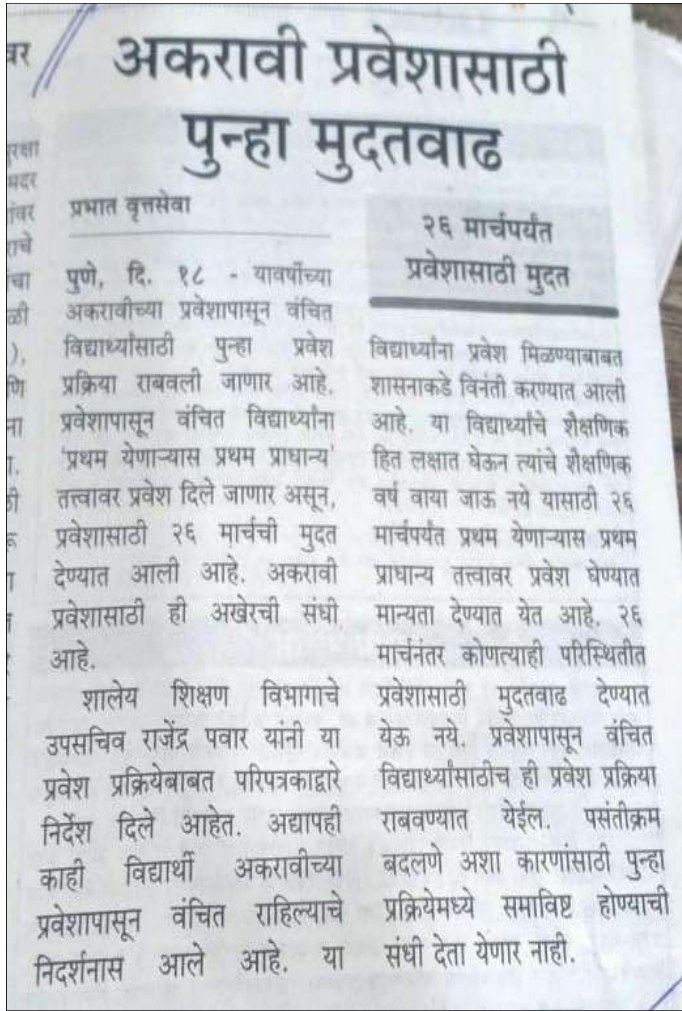 अकरावी प्रवेशासाठी
पुन्हा मुदतवाढ
प्रभात वृत्तसेवा
पुणे, दि. १८ - यावर्षीच्या
अकरावीच्या प्रवेशापासून वंचित
विद्यार्थ्यांसाठी पुन्हा प्रवेश
प्रक्रिया राबवली जाणार आहे.
प्रवेशापासून वंचित विद्यार्थ्यांना
'प्रथम येणाऱ्यास प्रथम प्राधान्य'
तत्त्वावर प्रवेश दिले जाणार असून,
प्रवेशासाठी २६ मार्चची मुदत
देण्यात आली आहे. अकरावी
प्रवेशासाठी ही अखेरची संधी
आहे.
शालेय शिक्षण विभागाचे
उपसचिव राजेंद्र पवार यांनी या
प्रवेश प्रक्रियेबाबत परिपत्रकाद्वारे
निर्देश दिले आहेत. अद्यापही
काही विद्यार्थी अकरावीच्या
प्रवेशापासून वंचित राहिल्याचे
निदर्शनास आले आहे. या
२६ मार्चपर्यंत
प्रवेशासाठी मुदत
विद्यार्थ्यांना प्रवेश मिळण्याबाबत
शासनाकडे विनंती करण्यात आली
आहे. या विद्यार्थ्यांचे शैक्षणिक
हित लक्षात घेऊन त्यांचे शैक्षणिक
वर्ष वाया जाऊ नये यासाठी २६
मार्चपर्यंत प्रथम येणाऱ्यास प्रथम
प्राधान्य तत्त्वावर प्रवेश घेण्यात
मान्यता देण्यात येत आहे. २६
मार्चनंतर कोणत्याही परिस्थितीत
प्रवेशासाठी मुदतवाढ देण्यात
येऊ नये. प्रवेशापासून वंचित
विद्यार्थ्यांसाठीच ही प्रवेश प्रक्रिया
राबवण्यात येईल. पसंतीक्रम
बदलणे अशा कारणांसाठी पुन्हा
प्रक्रियेमध्ये समाविष्ट होण्याची
संधी देता येणार नाही.